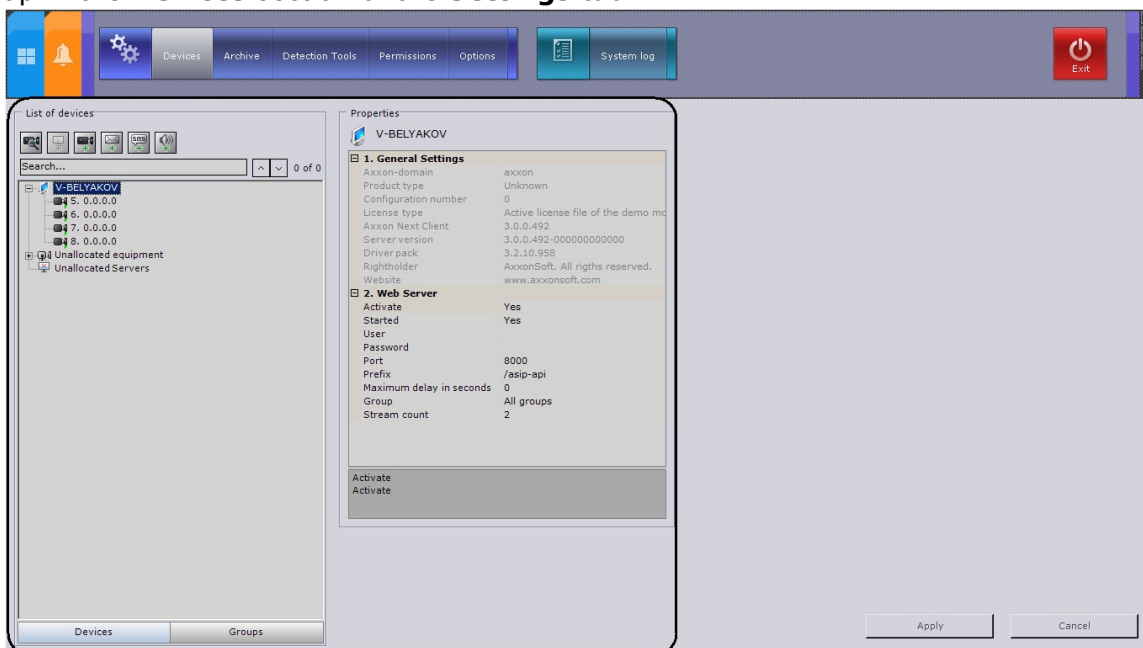 Devices
Archive
Detection Tools
Permissions
Options
System log
Exit
List of devices
SMS
Search...
0 of 0
V-BELYAKOV
5. 0.0.0.0
6. 0.0.0.0
7. 0.0.0.0
8. 0.0.0.0
Unallocated equipment
Unallocated Servers
Devices
Groups
Properties
V-BELYAKOV
1. General Settings
Axxon-domain axxon
Product type Unknown
Configuration number 0
License type Active license file of the demo mo
Axxon Next Client 3.0.0.492
Server version 3.0.0.492-000000000000
Driver pack 3.2.10.958
Rightholder AxxonSoft. All rigths reserved.
Website www.axxonsoft.com
2. Web Server
Activate Yes
Started Yes
User
Password
Port 8000
Prefix /asip-api
Maximum delay in seconds 0
Group All groups
Stream count 2
Activate
Activate
Apply
Cancel